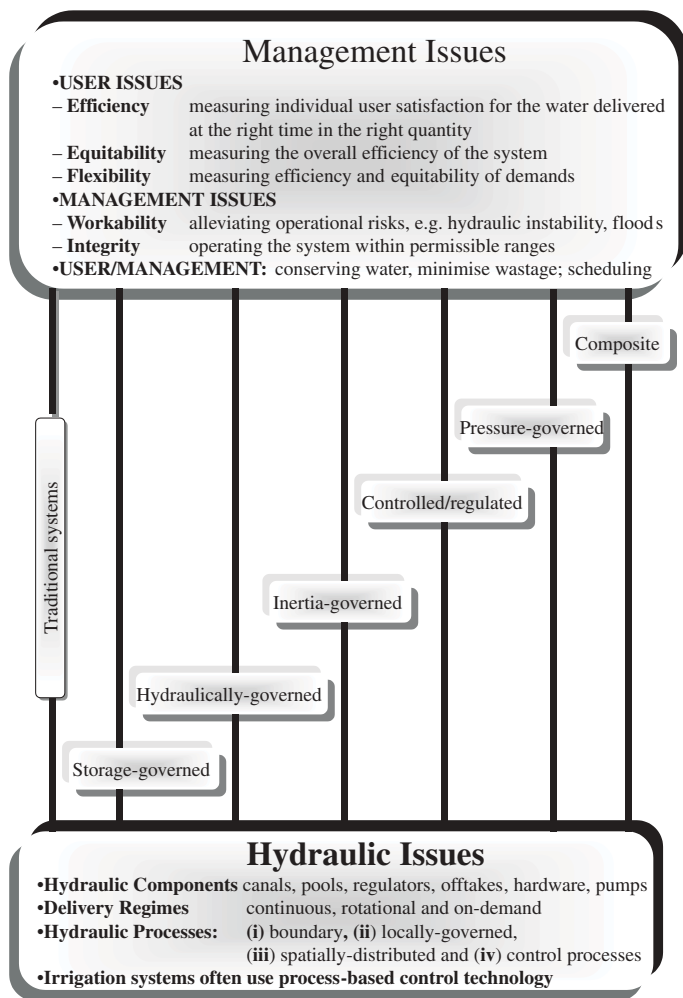 Management Issues
•USER ISSUES
– Efficiency measuring individual user satisfaction for the water delivered
at the right time in the right quantity
– Equitability measuring the overall efficiency of the system
– Flexibility measuring efficiency and equitability of demands
•MANAGEMENT ISSUES
– Workability alleviating operational risks, e.g. hydraulic instability, floods
– Integrity operating the system within permissible ranges
•USER/MANAGEMENT: conserving water, minimise wastage; scheduling
Composite
Pressure-governed
Controlled/regulated
Traditional systems
Inertia-governed
Hydraulically-governed
Storage-governed
Hydraulic Issues
•Hydraulic Components canals, pools, regulators, offtakes, hardware, pumps
•Delivery Regimes continuous, rotational and on-demand
•Hydraulic Processes: (i) boundary, (ii) locally-governed,
(iii) spatially-distributed and (iv) control processes
•Irrigation systems often use process-based control technology